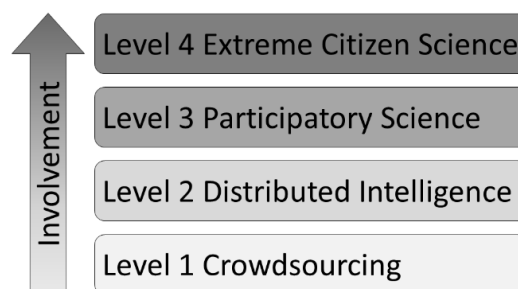 Level 4 Extreme Citizen Science
Level 3 Participatory Science
Level 2 Distributed Intelligence
Level 1 Crowdsourcing
Involvement